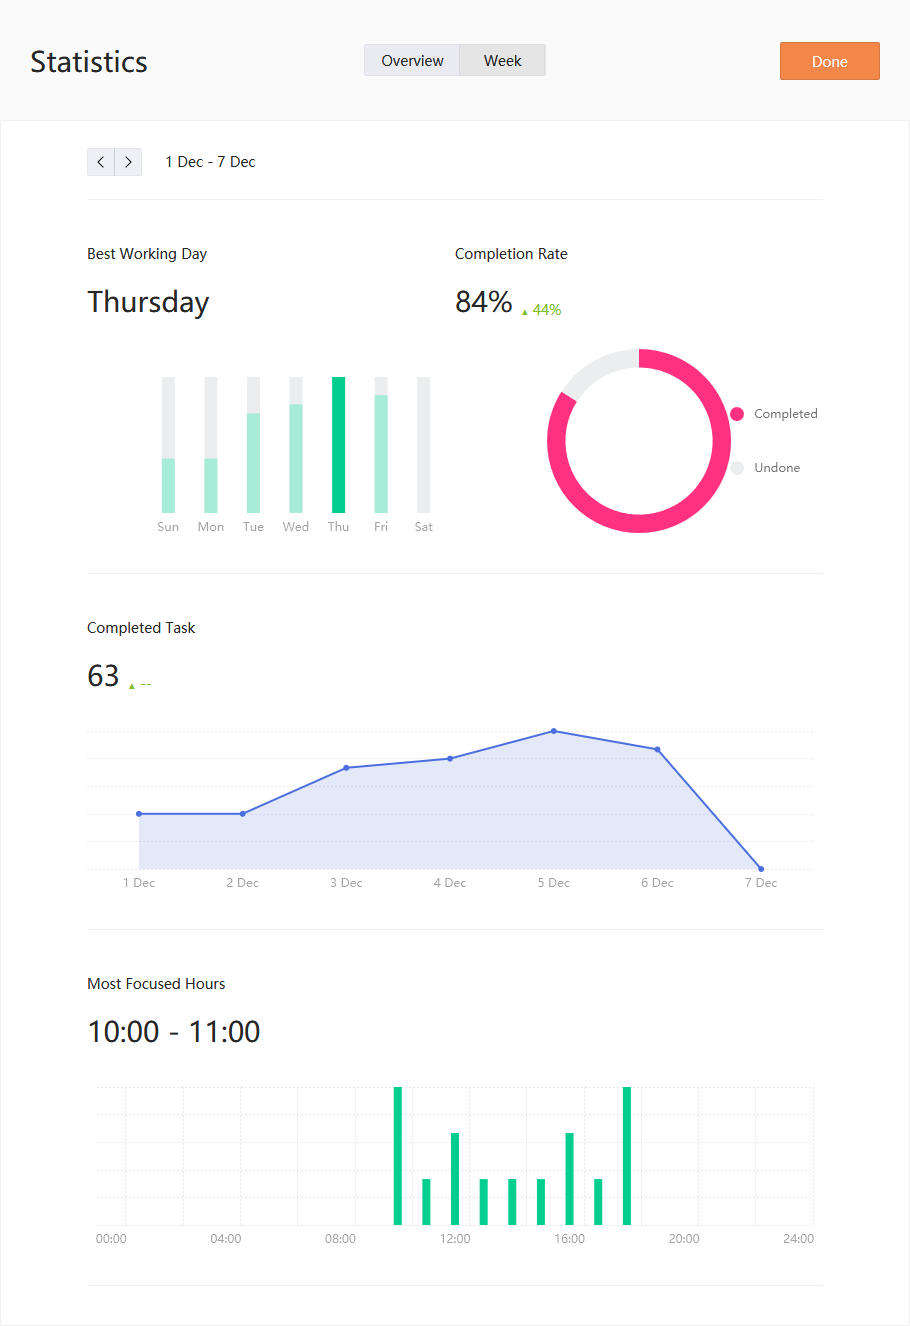 Statistics
Overview Week
Done
1 Dec - 7 Dec
Best Working Day
Thursday
Completion Rate
84% ▲ 44%
Sun Mon Tue Wed Thu Fri Sat
Completed
Undone
Completed Task
63 ▲ --
1 Dec 2 Dec 3 Dec 4 Dec 5 Dec 6 Dec 7 Dec
Most Focused Hours
10:00 - 11:00
00:00 04:00 08:00 12:00 16:00 20:00 24:00